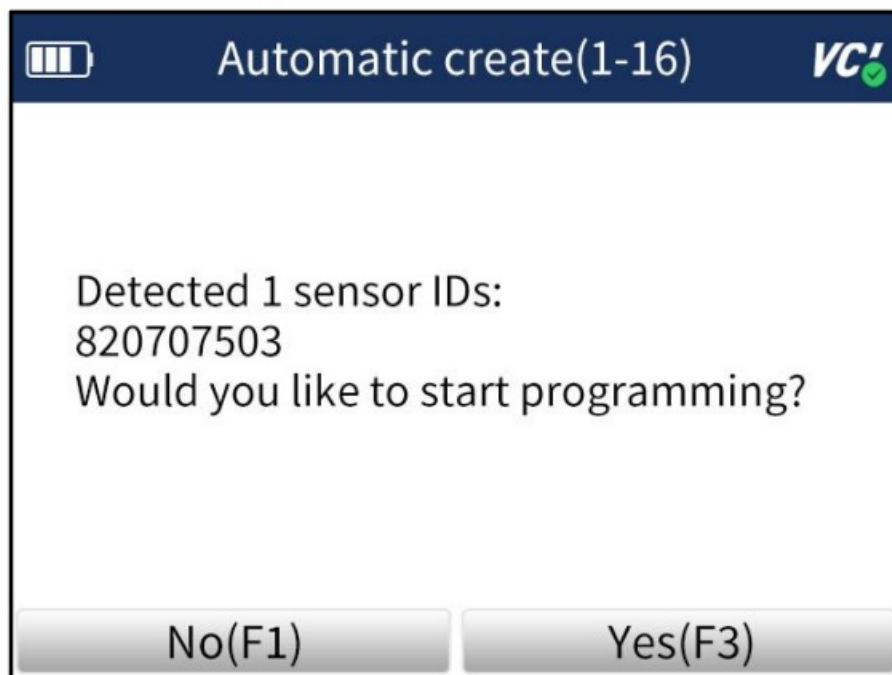 Automatic create(1-16)
VCI
Detected 1 sensor IDs:
820707503
Would you like to start programming?
No(F1)
Yes(F3)